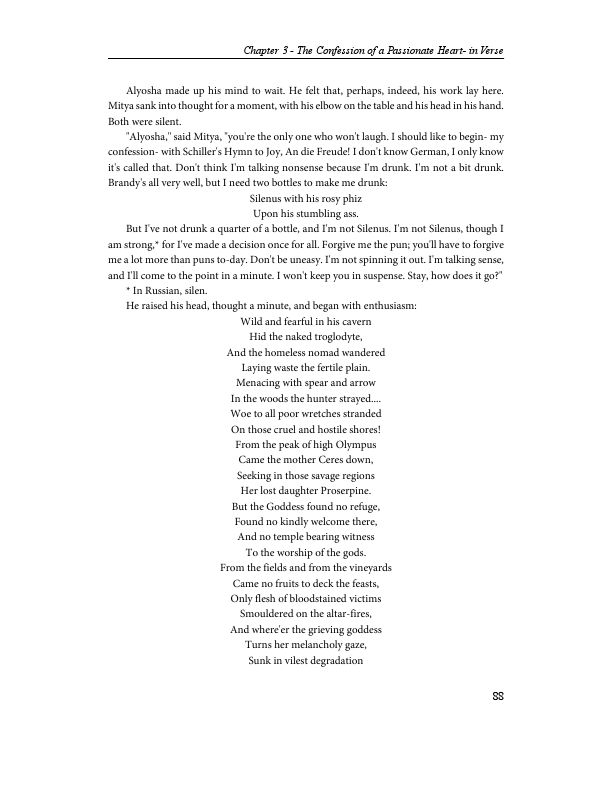 Chapter 3 - The Confession of a Passionate Heart- in Verse
Alyosha made up his mind to wait. He felt that, perhaps, indeed, his work lay here.
Mitya sank into thought for a moment, with his elbow on the table and his head in his hand.
Both were silent.
"Alyosha," said Mitya, "you're the only one who won't laugh. I should like to begin- my
confession- with Schiller's Hymn to Joy, An die Freude! I don't know German, I only know
it's called that. Don't think I'm talking nonsense because I'm drunk. I'm not a bit drunk.
Brandy's all very well, but I need two bottles to make me drunk:
Silenus with his rosy phiz
Upon his stumbling ass.
But I've not drunk a quarter of a bottle, and I'm not Silenus. I'm not Silenus, though I
am strong,* for I've made a decision once for all. Forgive me the pun; you'll have to forgive
me a lot more than puns to-day. Don't be uneasy. I'm not spinning it out. I'm talking sense,
and I'll come to the point in a minute. I won't keep you in suspense. Stay, how does it go?"
* In Russian, silen.
He raised his head, thought a minute, and began with enthusiasm:
Wild and fearful in his cavern
Hid the naked troglodyte,
And the homeless nomad wandered
Laying waste the fertile plain.
Menacing with spear and arrow
In the woods the hunter strayed....
Woe to all poor wretches stranded
On those cruel and hostile shores!
From the peak of high Olympus
Came the mother Ceres down,
Seeking in those savage regions
Her lost daughter Proserpine.
But the Goddess found no refuge,
Found no kindly welcome there,
And no temple bearing witness
To the worship of the gods.
From the fields and from the vineyards
Came no fruits to deck the feasts,
Only flesh of bloodstained victims
Smouldered on the altar-fires,
And where'er the grieving goddess
Turns her melancholy gaze,
Sunk in vilest degradation
88